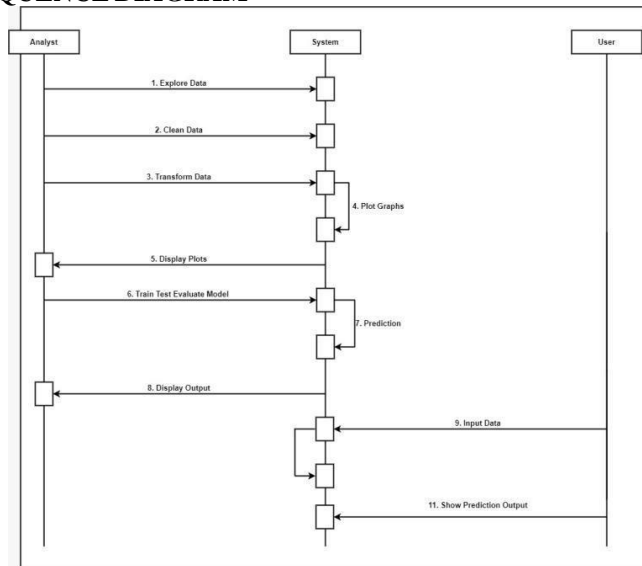 QUENCE DIAGRAM
Analyst
System
User
1. Explore Data
2. Clean Data
3. Transform Data
4. Plot Graphs
5. Display Plots
6. Train Test Evaluate Model
7. Prediction
8. Display Output
9. Input Data
11. Show Prediction Output